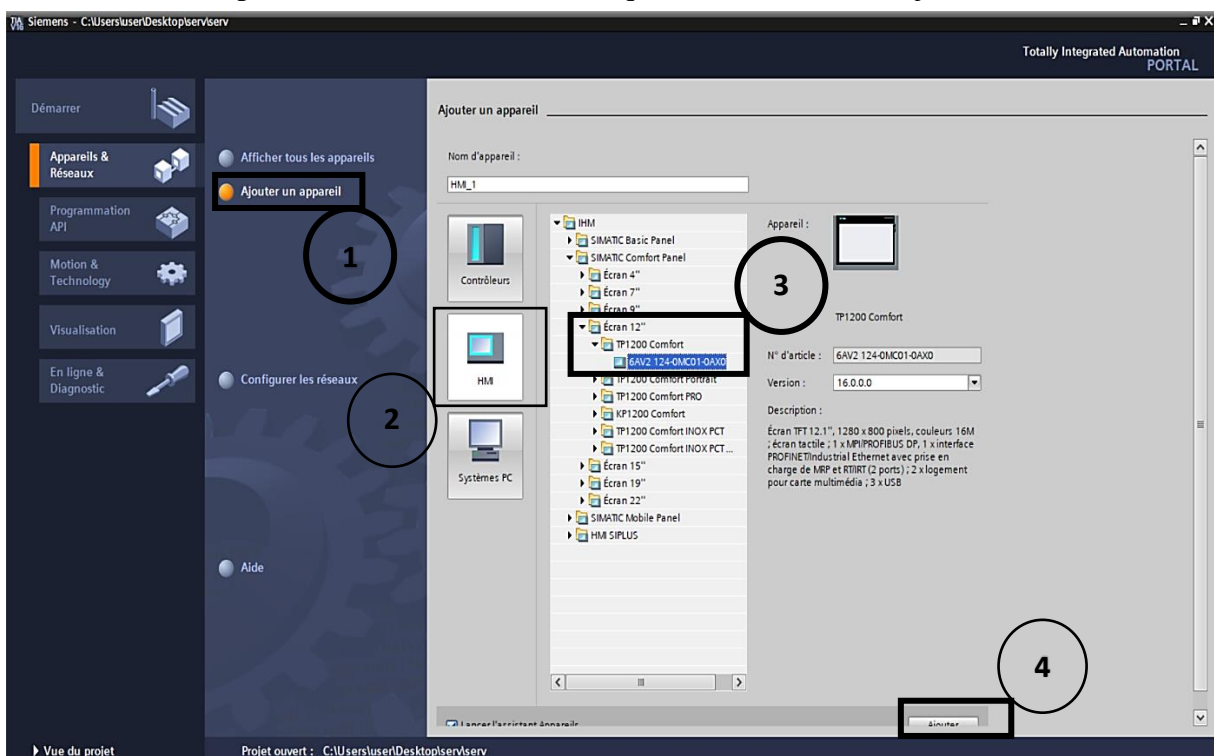 Siemens - C:\Users\user\Desktop\serv\serv
Totally Integrated Automation
PORTAL
Démarrer
Appareils &
Réseaux
Programmation
API
Motion &
Technology
Visualisation
En ligne &
Diagnostic
Afficher tous les appareils
Ajouter un appareil
1
Configurer les réseaux
2
Aide
Ajouter un appareil
Nom d'appareil :
HMI_1
Contrôleurs
HMI
Systèmes PC
IHM
SIMATIC Basic Panel
SIMATIC Comfort Panel
Écran 4"
Écran 7"
Écran 9"
Écran 12"
TP1200 Comfort
6AV2 124-0MC01-0AX0
TP1200 Comfort Portrait
TP1200 Comfort PRO
KP1200 Comfort
TP1200 Comfort INOX PCT
TP1200 Comfort INOX PCT ...
Écran 15"
Écran 19"
Écran 22"
SIMATIC Mobile Panel
HMI SIPLUS
3
Appareil :
TP1200 Comfort
N° d'article :
6AV2 124-0MC01-0AX0
Version :
16.0.0.0
Description :
Écran TFT 12.1", 1280 x 800 pixels, couleurs 16M
; écran tactile ; 1 x MPI/PROFIBUS DP, 1 x interface
PROFINET/Industrial Ethernet avec prise en
charge de MRP et RT/IRT (2 ports) ; 2 x logement
pour carte multimédia ; 3 x USB
4
Lancer l'assistant Appareils
Ajouter
Vue du projet
Projet ouvert : C:\Users\user\Desktop\serv\serv